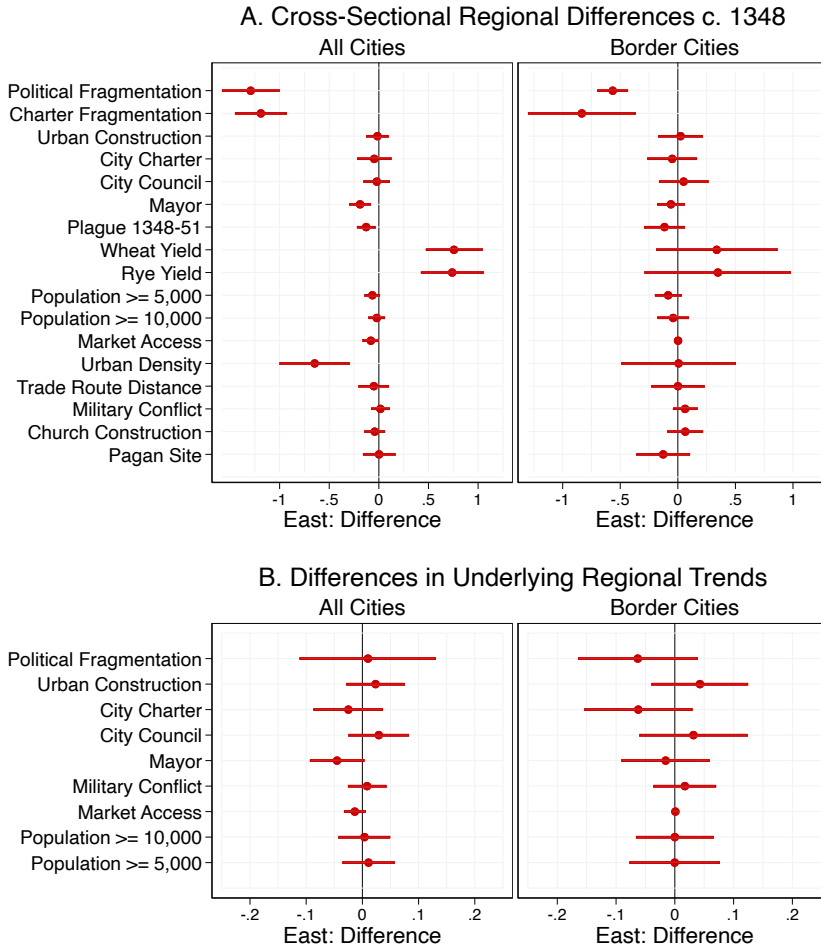 A. Cross-Sectional Regional Differences c. 1348
All Cities
Border Cities
Political Fragmentation
Charter Fragmentation
Urban Construction
City Charter
City Council
Mayor
Plague 1348-51
Wheat Yield
Rye Yield
Population >= 5,000
Population >= 10,000
Market Access
Urban Density
Trade Route Distance
Military Conflict
Church Construction
Pagan Site
-1 -.5 0 .5 1
-1 -.5 0 .5 1
East: Difference
East: Difference
B. Differences in Underlying Regional Trends
All Cities
Border Cities
Political Fragmentation
Urban Construction
City Charter
City Council
Mayor
Military Conflict
Market Access
Population >= 10,000
Population >= 5,000
-.2 -.1 0 .1 .2
-.2 -.1 0 .1 .2
East: Difference
East: Difference